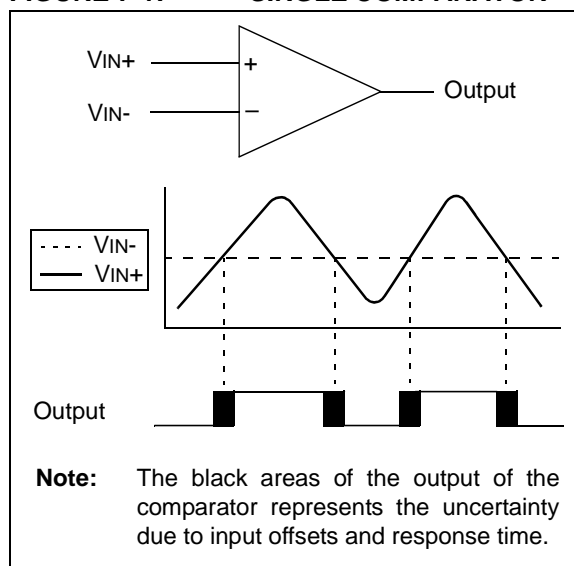 VIN+
+
Output
VIN-
–
VIN-
VIN+
Output
Note: The black areas of the output of the
comparator represents the uncertainty
due to input offsets and response time.